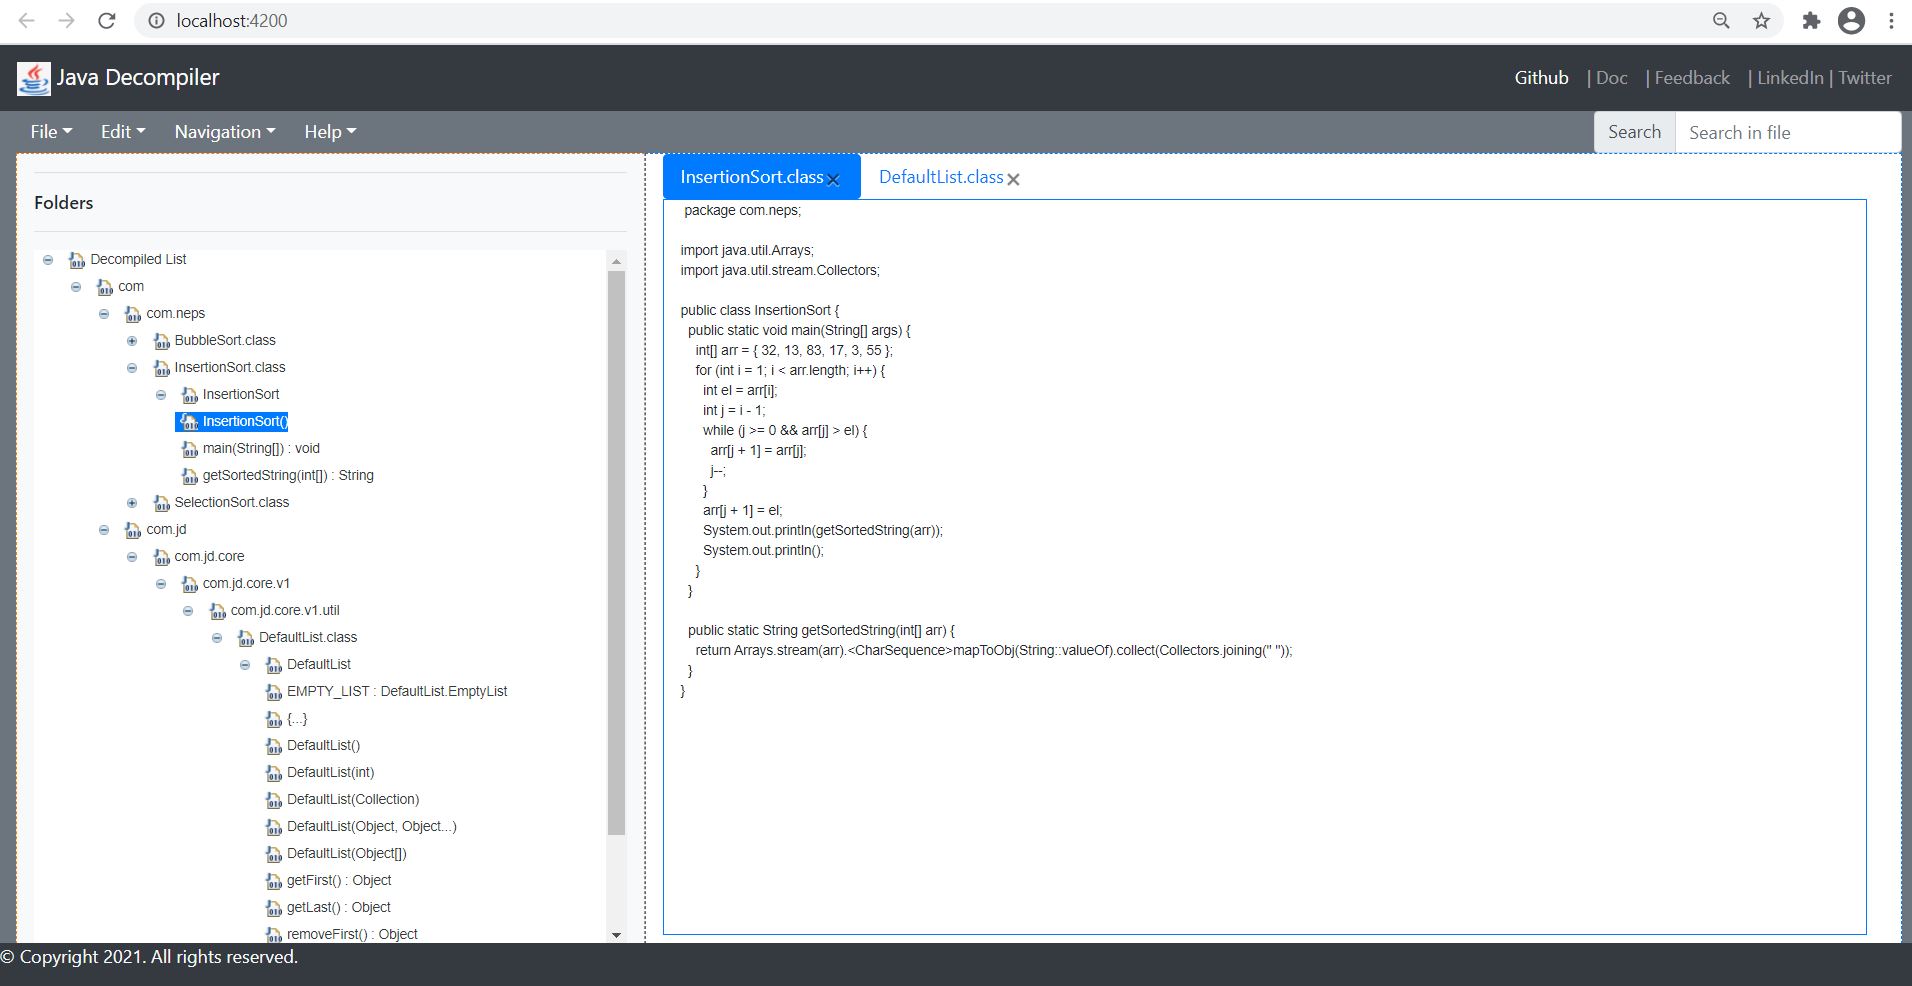 localhost:4200
Java Decompiler
Github | Doc | Feedback | LinkedIn | Twitter
File Edit Navigation Help
Search Search in file
Folders
Decompiled List
com
com.neps
BubbleSort.class
InsertionSort.class
InsertionSort
InsertionSort()
main(String[]) : void
getSortedString(int[]) : String
SelectionSort.class
com.jd
com.jd.core
com.jd.core.v1
com.jd.core.v1.util
DefaultList.class
DefaultList
EMPTY_LIST : DefaultList.EmptyList
{...}
DefaultList()
DefaultList(int)
DefaultList(Collection)
DefaultList(Object, Object...)
DefaultList(Object[])
getFirst() : Object
getLast() : Object
removeFirst() : Object
InsertionSort.class DefaultList.class
package com.neps;
import java.util.Arrays;
import java.util.stream.Collectors;
public class InsertionSort {
public static void main(String[] args) {
int[] arr = { 32, 13, 83, 17, 3, 55 };
for (int i = 1; i < arr.length; i++) {
int el = arr[i];
int j = i - 1;
while (j >= 0 && arr[j] > el) {
arr[j + 1] = arr[j];
j--;
}
arr[j + 1] = el;
System.out.println(getSortedString(arr));
System.out.println();
}
}
public static String getSortedString(int[] arr) {
return Arrays.stream(arr).<CharSequence>mapToObj(String::valueOf).collect(Collectors.joining(" "));
}
}
© Copyright 2021. All rights reserved.